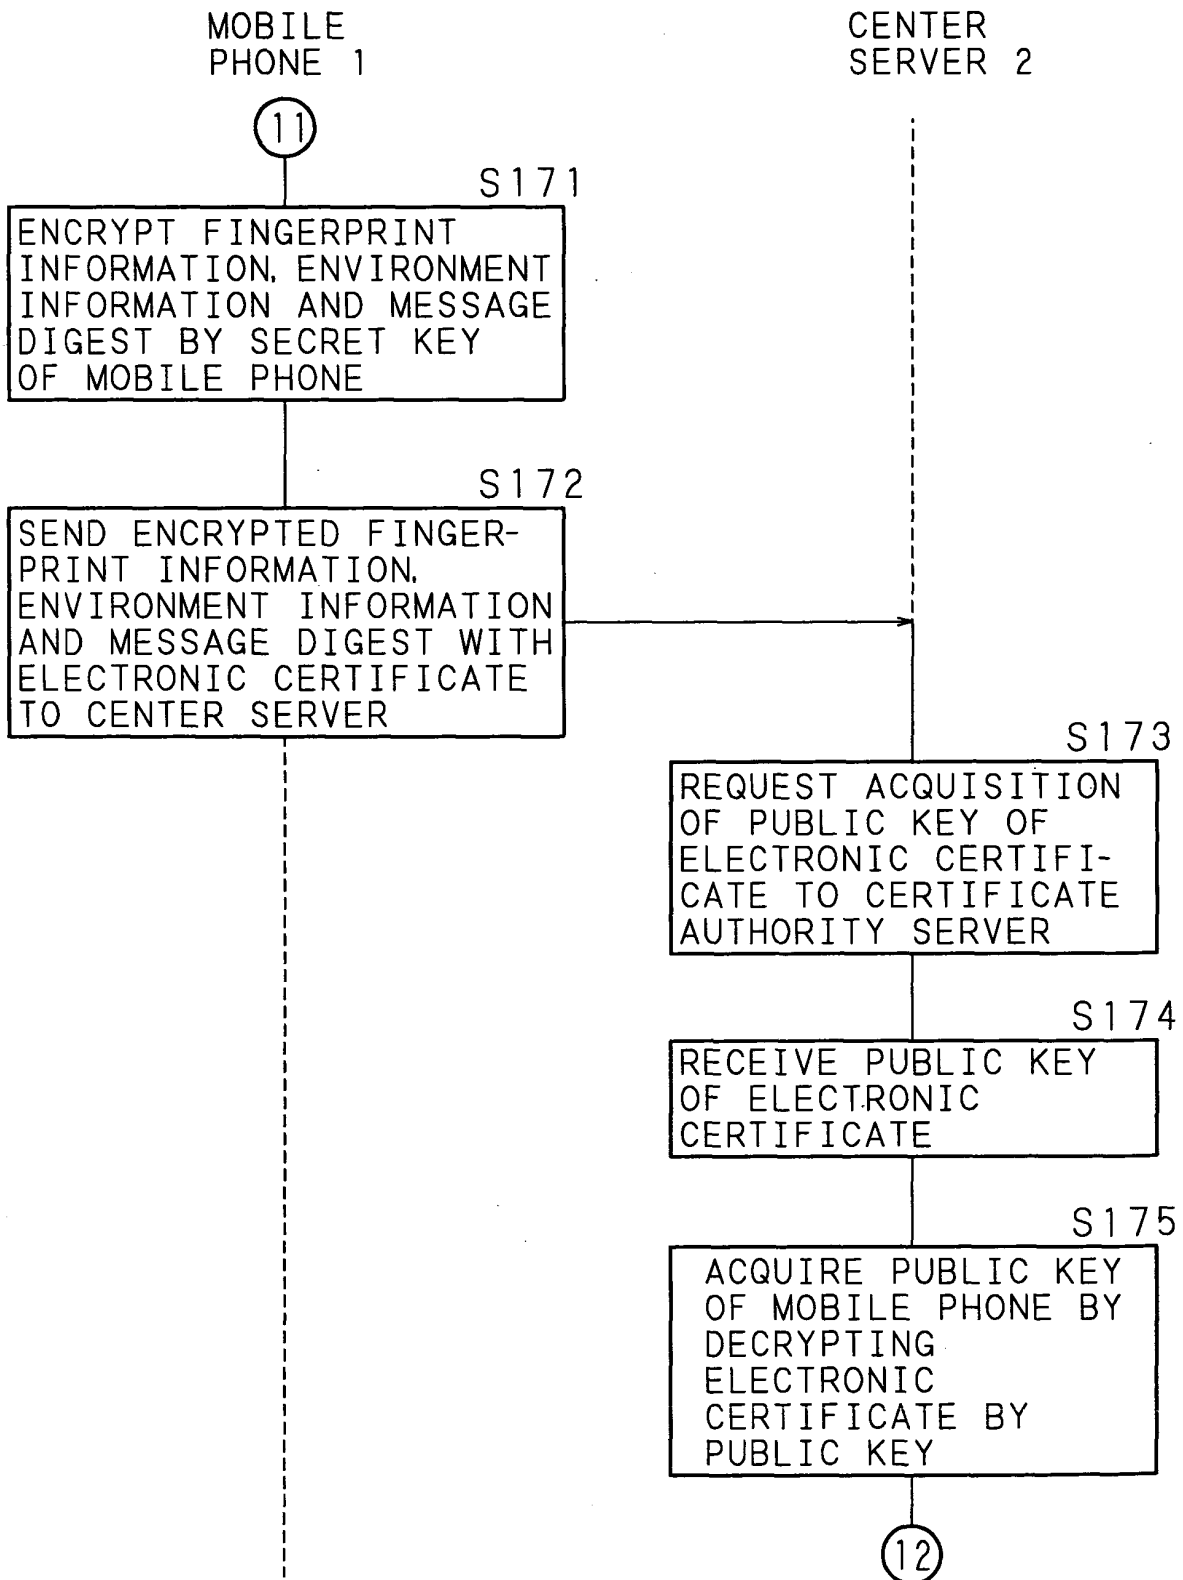 MOBILE
PHONE 1
CENTER
SERVER 2
11
S171
ENCRYPT FINGERPRINT
INFORMATION, ENVIRONMENT
INFORMATION AND MESSAGE
DIGEST BY SECRET KEY
OF MOBILE PHONE
S172
SEND ENCRYPTED FINGER-
PRINT INFORMATION,
ENVIRONMENT INFORMATION
AND MESSAGE DIGEST WITH
ELECTRONIC CERTIFICATE
TO CENTER SERVER
S173
REQUEST ACQUISITION
OF PUBLIC KEY OF
ELECTRONIC CERTIFI-
CATE TO CERTIFICATE
AUTHORITY SERVER
S174
RECEIVE PUBLIC KEY
OF ELECTRONIC
CERTIFICATE
S175
ACQUIRE PUBLIC KEY
OF MOBILE PHONE BY
DECRYPTING
ELECTRONIC
CERTIFICATE BY
PUBLIC KEY
12